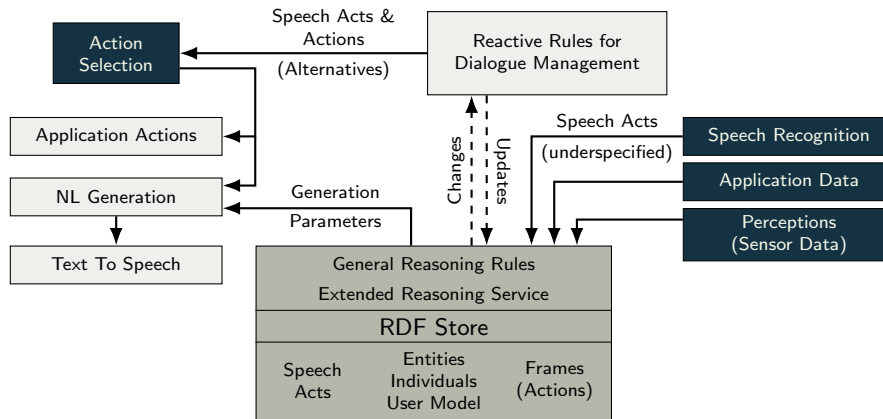 Speech Acts &
Actions
(Alternatives)
Action
Selection
Reactive Rules for
Dialogue Management
Application Actions
Speech Acts
(underspecified)
Speech Recognition
Changes
Updates
NL Generation
Generation
Parameters
Application Data
Perceptions
(Sensor Data)
Text To Speech
General Reasoning Rules
Extended Reasoning Service
RDF Store
Speech
Acts
Entities
Individuals
User Model
Frames
(Actions)